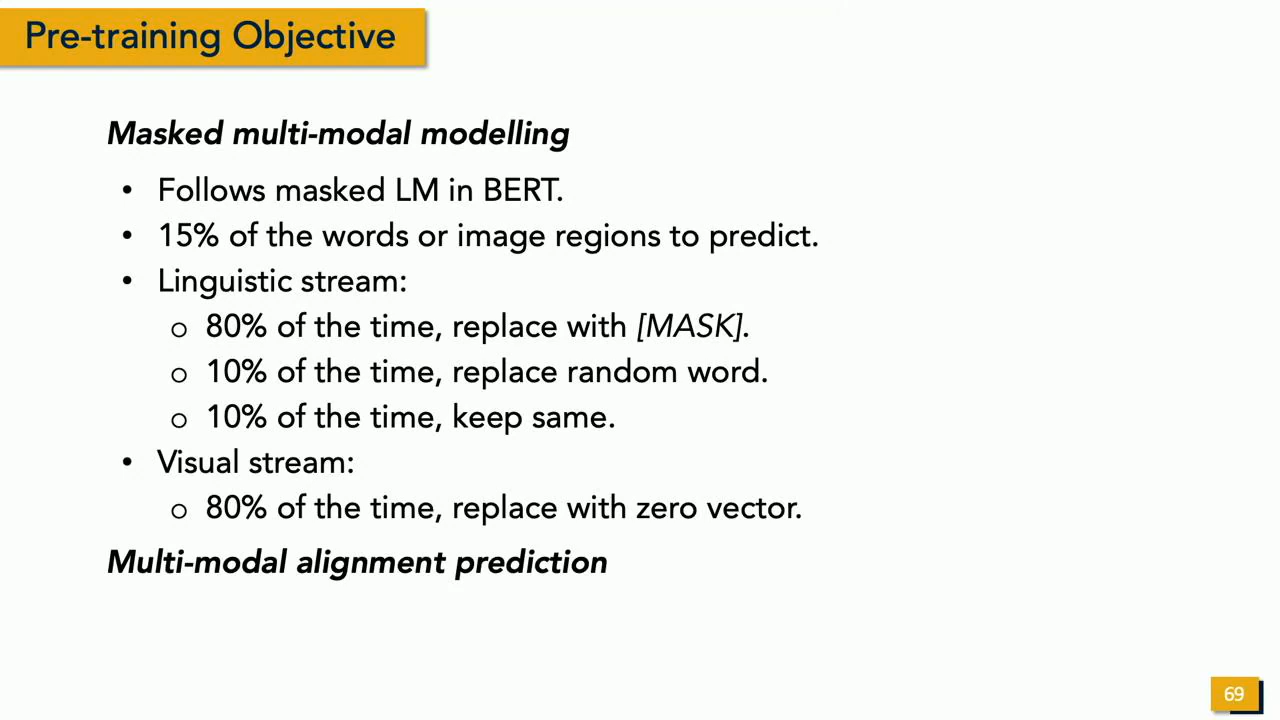 Pre-training Objective
Masked multi-modal modelling
• Follows masked LM in BERT.
• 15% of the words or image regions to predict.
• Linguistic stream:
o 80% of the time, replace with [MASK].
o 10% of the time, replace random word.
o 10% of the time, keep same.
• Visual stream:
o 80% of the time, replace with zero vector.
Multi-modal alignment prediction
69